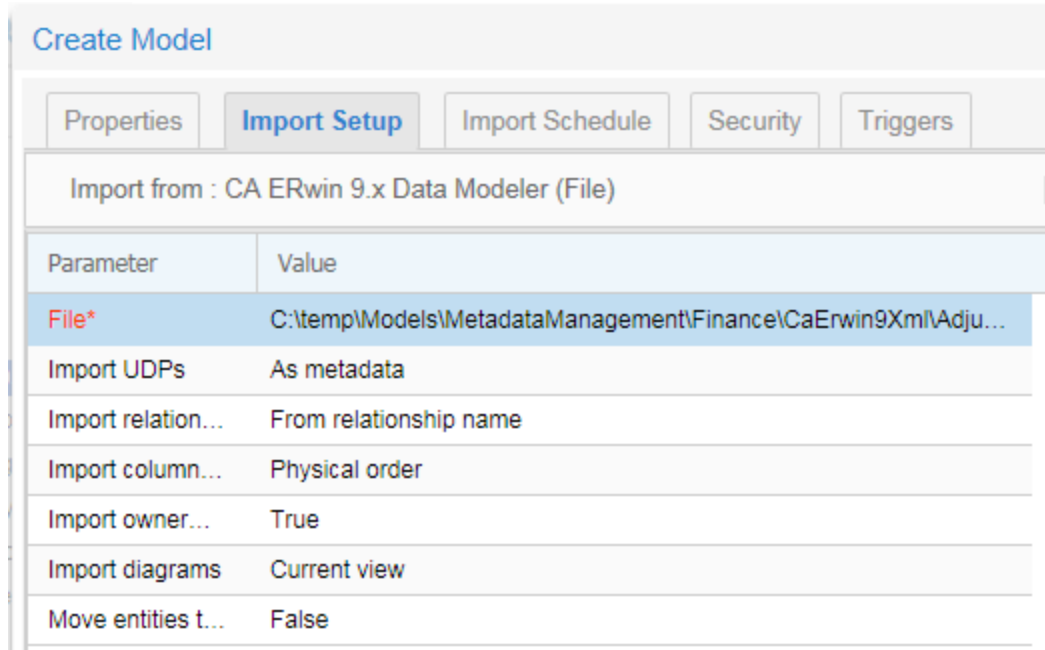 Create Model
Properties Import Setup Import Schedule Security Triggers
Import from : CA ERwin 9.x Data Modeler (File)
Parameter Value
File* C:\temp\Models\MetadataManagement\Finance\CaErwin9Xml\Adju...
Import UDPs As metadata
Import relation... From relationship name
Import column... Physical order
Import owner... True
Import diagrams Current view
Move entities t... False